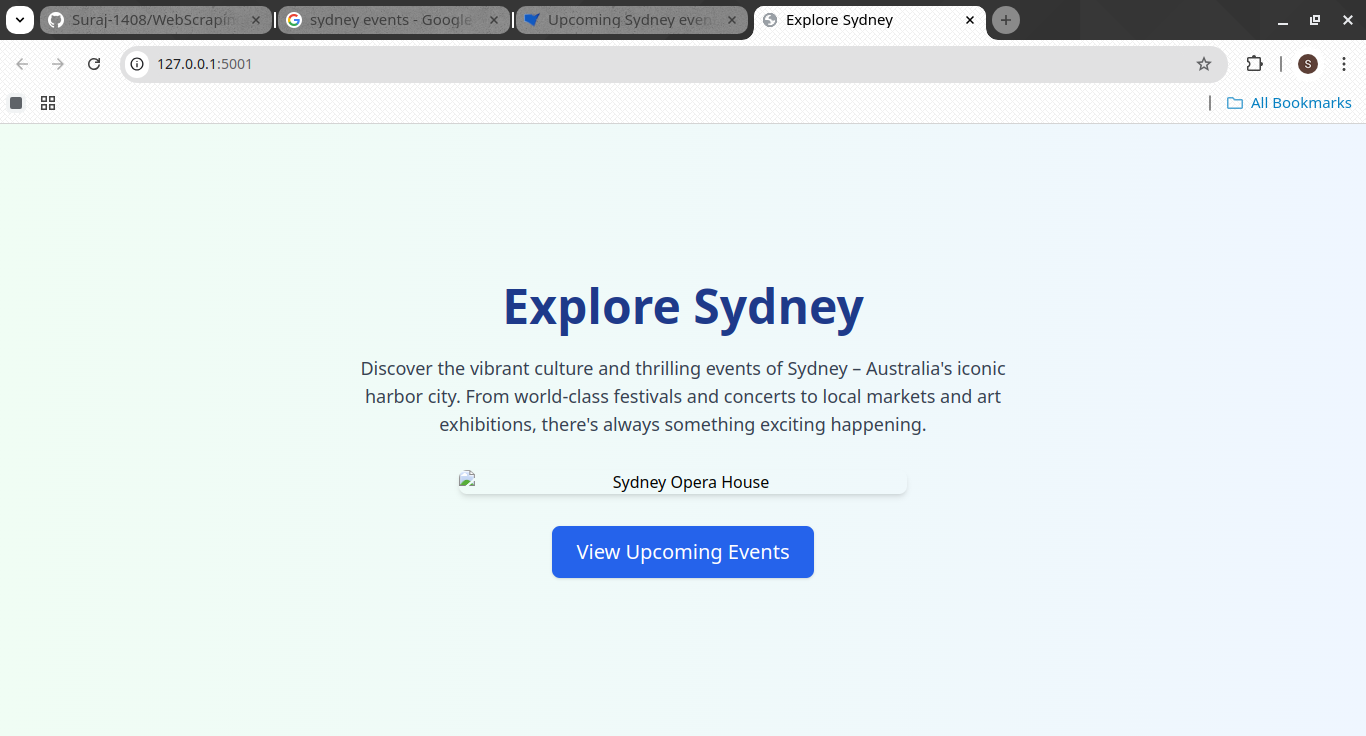 Suraj-1408/WebScraping
sydney events - Google
Upcoming Sydney events
Explore Sydney
127.0.0.1:5001
S
All Bookmarks
Explore Sydney
Discover the vibrant culture and thrilling events of Sydney – Australia's iconic
harbor city. From world-class festivals and concerts to local markets and art
exhibitions, there's always something exciting happening.
Sydney Opera House
View Upcoming Events